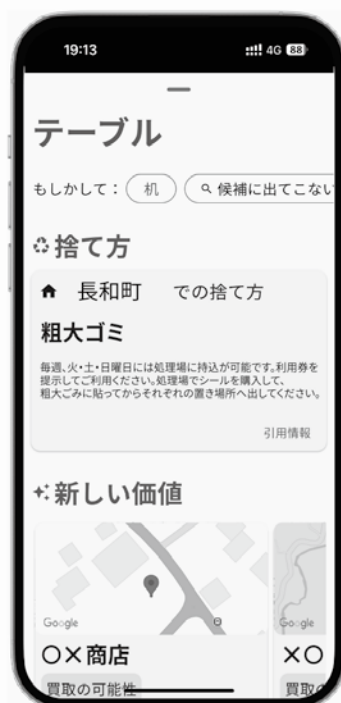 19:13
4G 88
テーブル
もしかして：
机
候補に出てこない
捨て方
長和町 での捨て方
粗大ゴミ
毎週、火・土・日曜日には処理場に持込が可能です。利用券を
提示してご利用ください。処理場でシールを購入して、
粗大ごみに貼ってからそれぞれの置き場所へ出してください。
引用情報
新しい価値
Google
Google
〇×商店
×〇
買取の可能性
買取